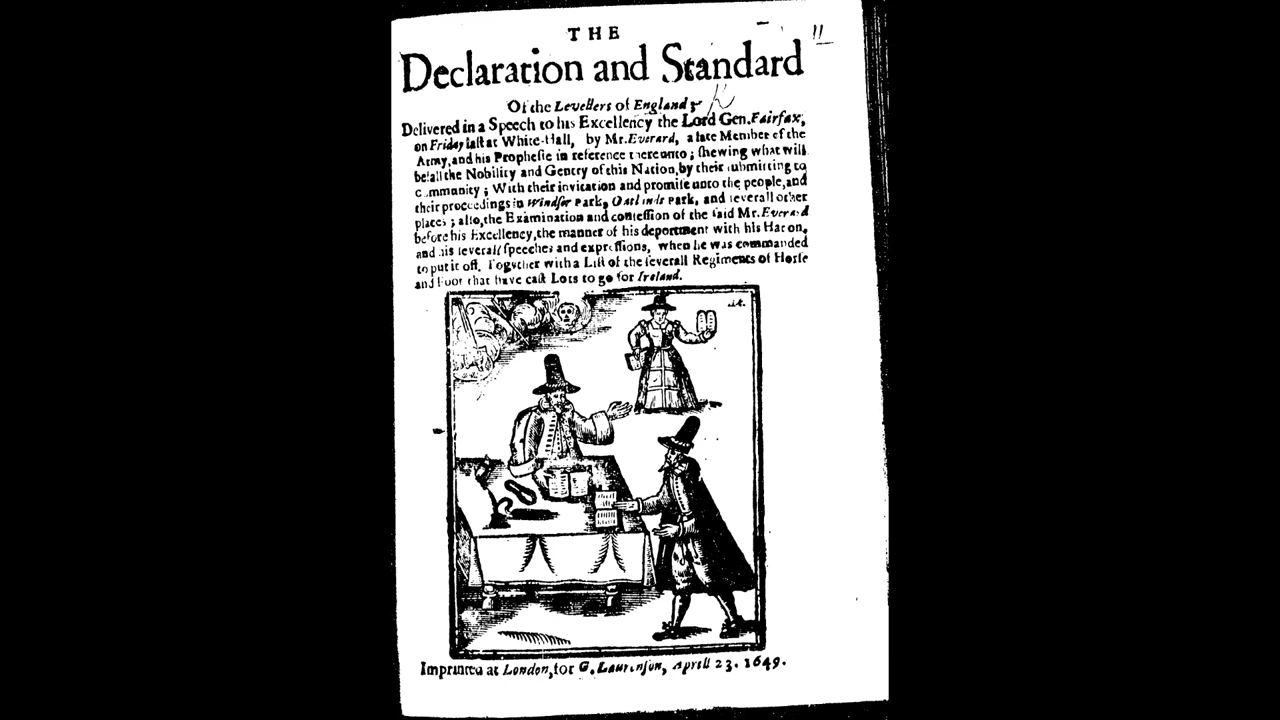 THE
Declaration and Standard
Of the Levellers of England;
Delivered in a Speech to his Excellency the Lord Gen. Fairfax,
on Friday last at White-Hall, by Mr. Everard, a late Member of the
Army, and his Prophesie in reference thereunto; shewing what will
befall the Nobility and Gentry of this Nation, by their submitting to
community; With their invitation and promise unto the people, and
their proceedings in Windsor Park, Oatlands Park, and severall other
places; also, the Examination and confession of the said Mr. Everard
before his Excellency, the manner of his deportment with his Hat on,
and his severall speeches and expressions, when he was commanded
to put it off. Together with a List of the severall Regiments of Horse
and Foot that have cast Lots to go for Ireland.
Imprinted at London, for G. Laurenson, Aprill 23. 1649.